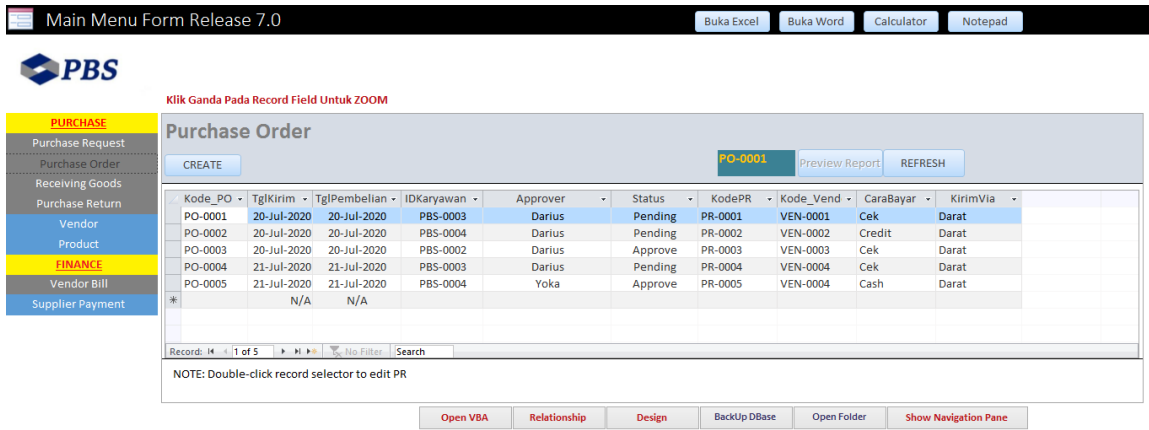 Main Menu Form Release 7.0 Buka Excel Buka Word Calculator Notepad
PBS
Klik Ganda Pada Record Field Untuk ZOOM
PURCHASE
Purchase Request
Purchase Order
Receiving Goods
Purchase Return
Vendor
Product
FINANCE
Vendor Bill
Supplier Payment
Purchase Order
CREATE PO-0001 Preview Report REFRESH
Kode_PO TglKirim TglPembelian IDKaryawan Approver Status KodePR Kode_Vend CaraBayar KirimVia
PO-0001 20-Jul-2020 20-Jul-2020 PBS-0003 Darius Pending PR-0001 VEN-0001 Cek Darat
PO-0002 20-Jul-2020 20-Jul-2020 PBS-0004 Darius Pending PR-0002 VEN-0002 Credit Darat
PO-0003 20-Jul-2020 20-Jul-2020 PBS-0002 Darius Approve PR-0003 VEN-0003 Cek Darat
PO-0004 21-Jul-2020 21-Jul-2020 PBS-0003 Darius Pending PR-0004 VEN-0004 Cek Darat
PO-0005 21-Jul-2020 21-Jul-2020 PBS-0004 Yoka Approve PR-0005 VEN-0004 Cash Darat
N/A N/A
Record: 1 of 5 No Filter Search
NOTE: Double-click record selector to edit PR
Open VBA Relationship Design BackUp DBase Open Folder Show Navigation Pane